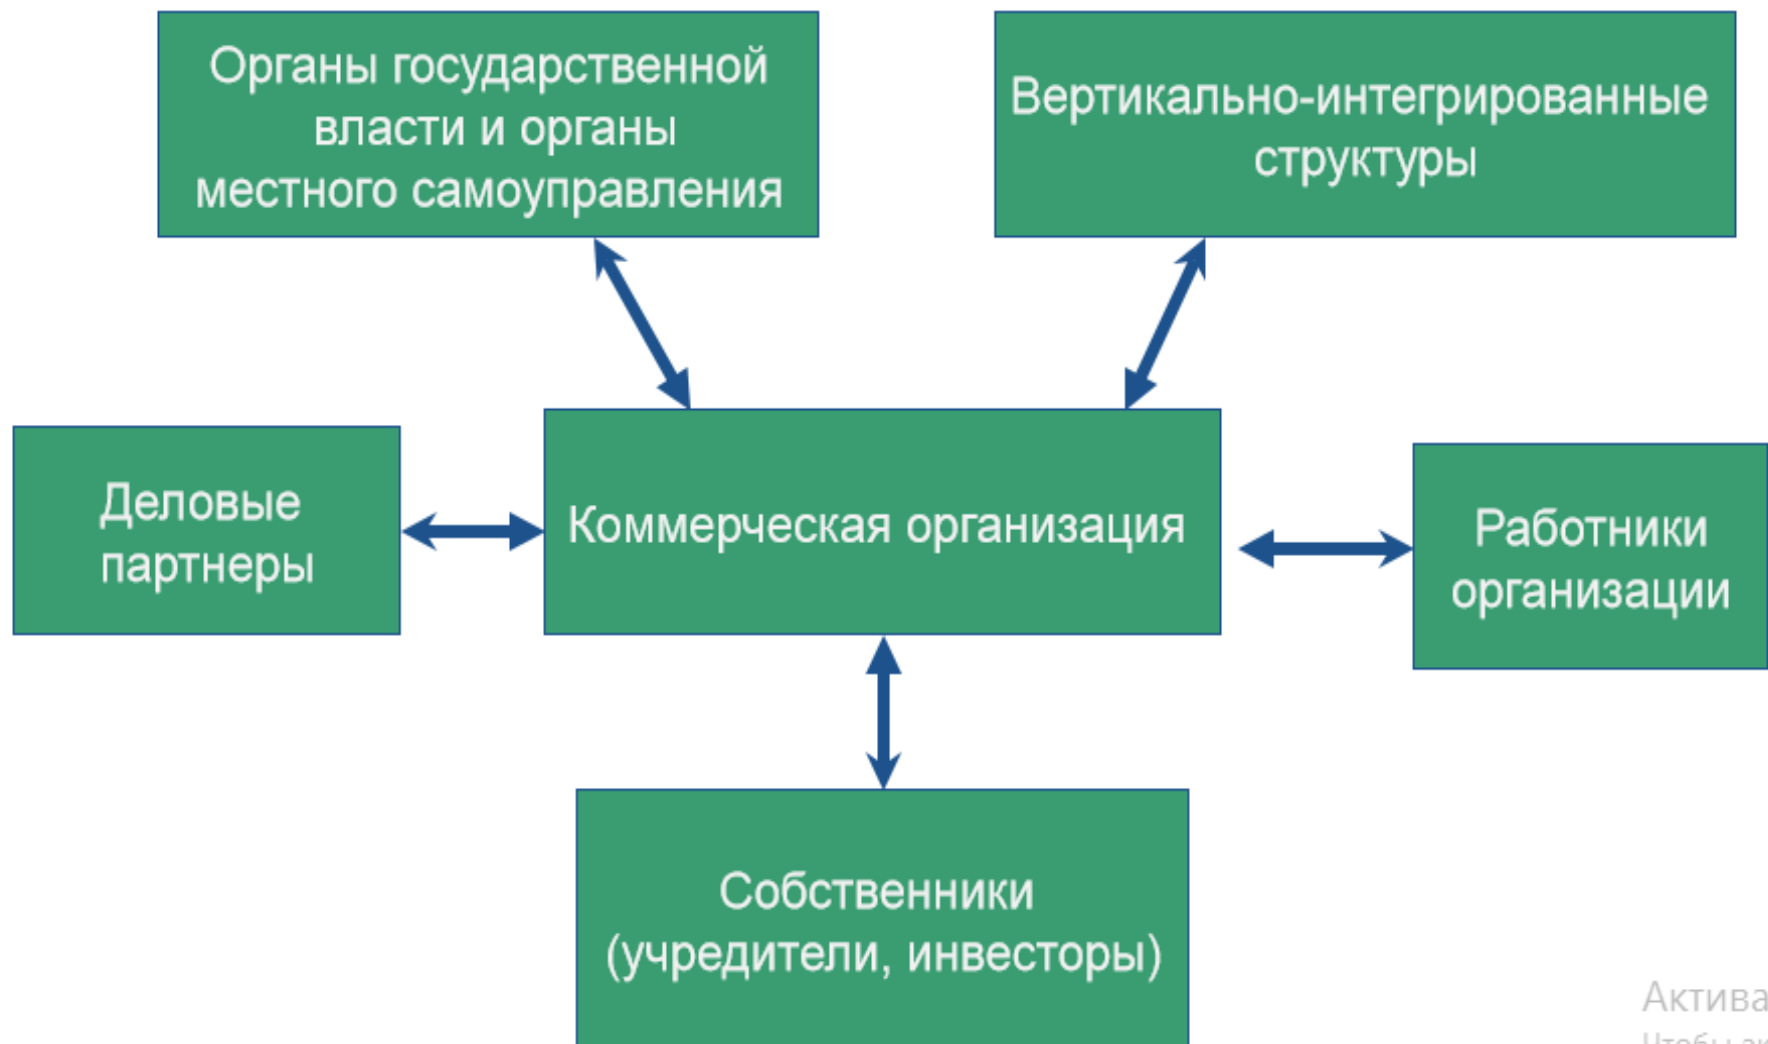 Органы государственной
власти и органы
местного самоуправления
Вертикально-интегрированные
структуры
Деловые
партнеры
Коммерческая организация
Работники
организации
Собственники
(учредители, инвесторы)
Актива